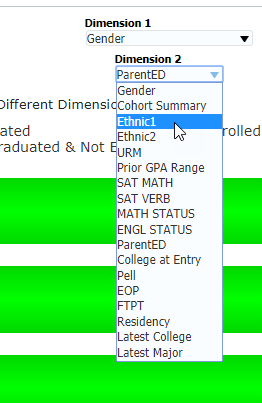 Dimension 1
Gender
Dimension 2
ParentED
Gender
Cohort Summary
Different Dimensio
Ethnic1
ated rolled
Ethnic2
raduated & Not E
URM
Prior GPA Range
SAT MATH
SAT VERB
MATH STATUS
ENGL STATUS
ParentED
College at Entry
Pell
EOP
FTPT
Residency
Latest College
Latest Major